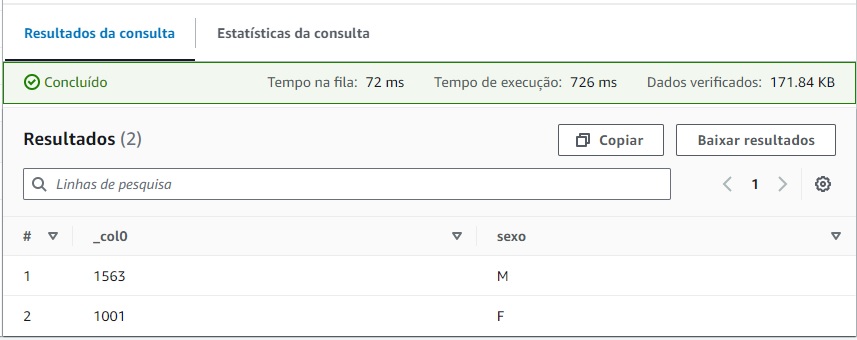 Resultados da consulta Estatísticas da consulta
Concluído Tempo na fila: 72 ms Tempo de execução: 726 ms Dados verificados: 171.84 KB
Resultados (2) Copiar Baixar resultados
Linhas de pesquisa 1
# _col0 sexo
1 1563 M
2 1001 F